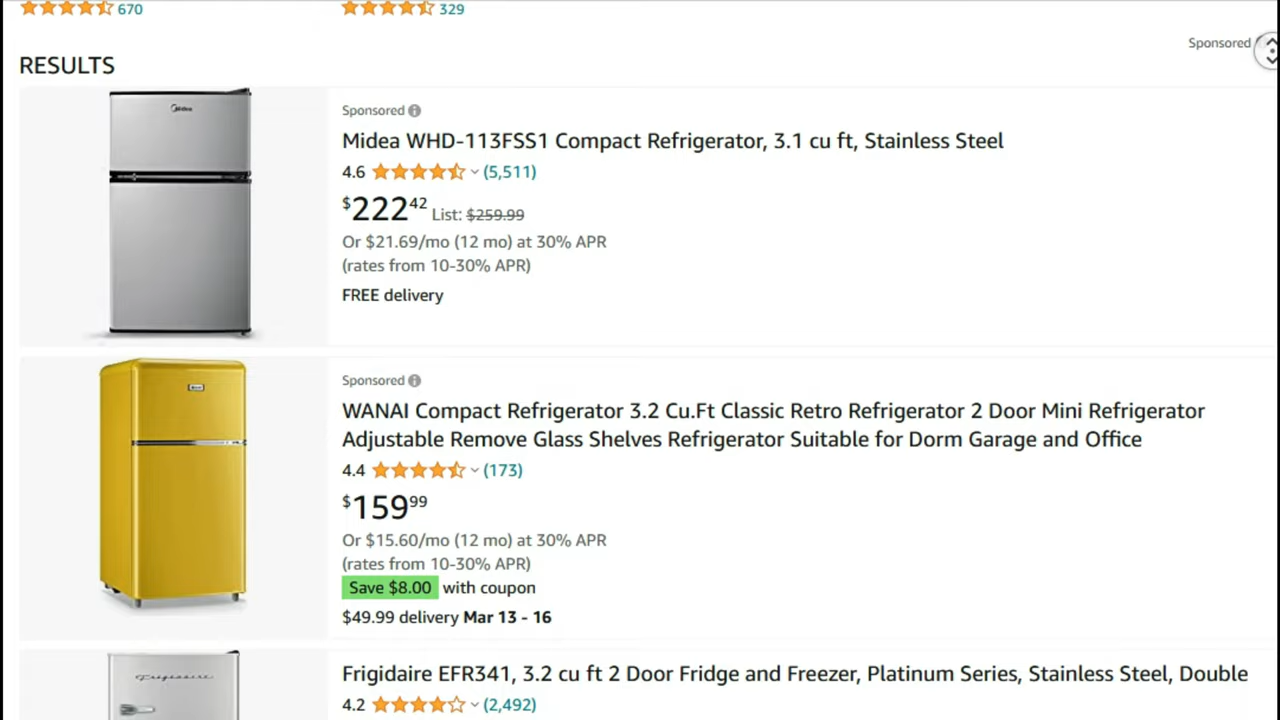 670
329
Sponsored
RESULTS
Midea
Sponsored
Midea WHD-113FSS1 Compact Refrigerator, 3.1 cu ft, Stainless Steel
4.6 (5,511)
$222 42 List: $259.99
Or $21.69/mo (12 mo) at 30% APR
(rates from 10-30% APR)
FREE delivery
Sponsored
WANAI Compact Refrigerator 3.2 Cu.Ft Classic Retro Refrigerator 2 Door Mini Refrigerator
Adjustable Remove Glass Shelves Refrigerator Suitable for Dorm Garage and Office
4.4 (173)
$159 99
Or $15.60/mo (12 mo) at 30% APR
(rates from 10-30% APR)
Save $8.00 with coupon
$49.99 delivery Mar 13 - 16
Frigidaire
Frigidaire EFR341, 3.2 cu ft 2 Door Fridge and Freezer, Platinum Series, Stainless Steel, Double
4.2 (2,492)